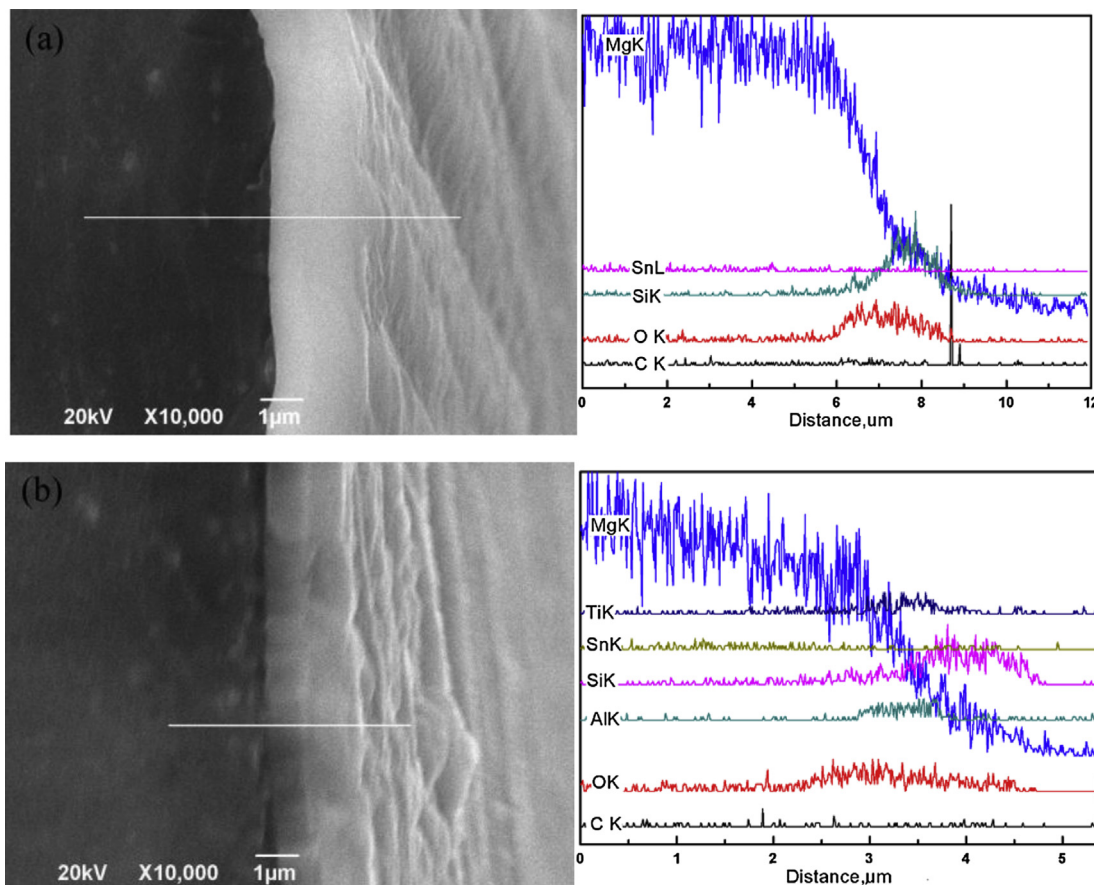 (a)
20kV X10,000 1μm
MgK
SnL
SiK
O K
C K
0 2 4 6 8 10 12
Distance,um
(b)
20kV X10,000 1μm
MgK
TiK
SnK
SiK
AlK
OK
C K
0 1 2 3 4 5
Distance,μm